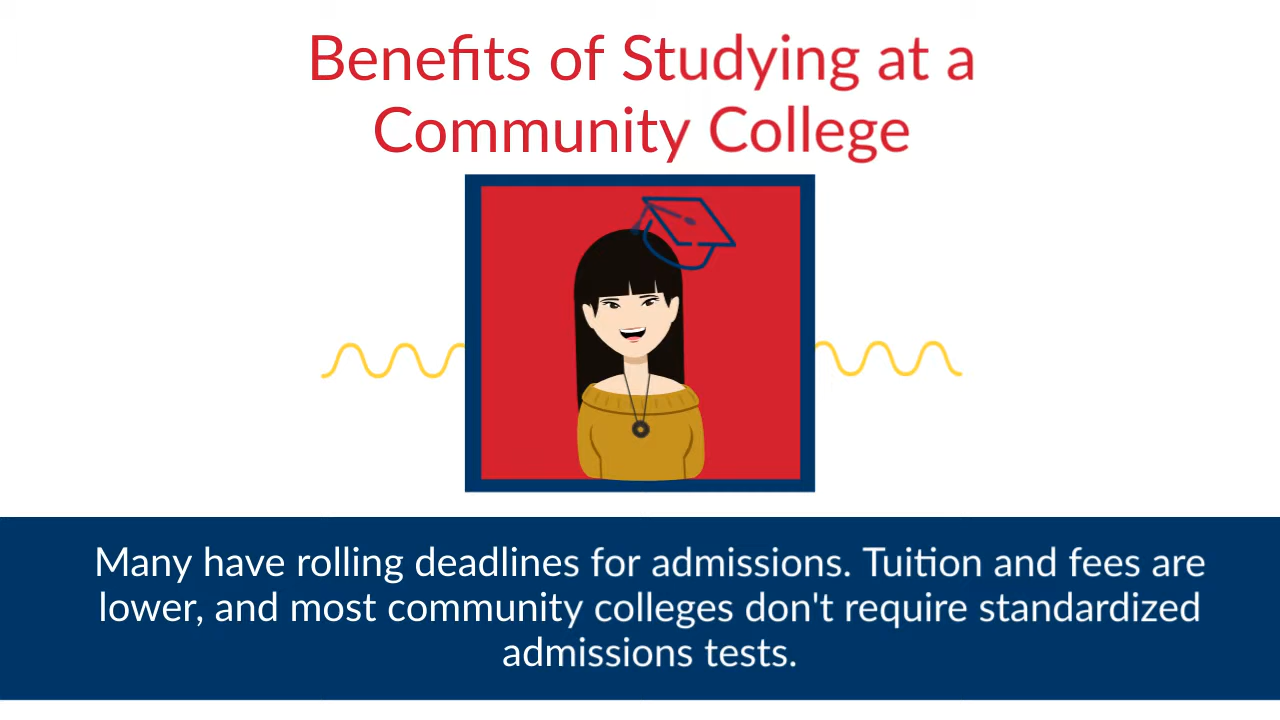 Benefits of Studying at a
Community College
Many have rolling deadlines for admissions. Tuition and fees are
lower, and most community colleges don't require standardized
admissions tests.